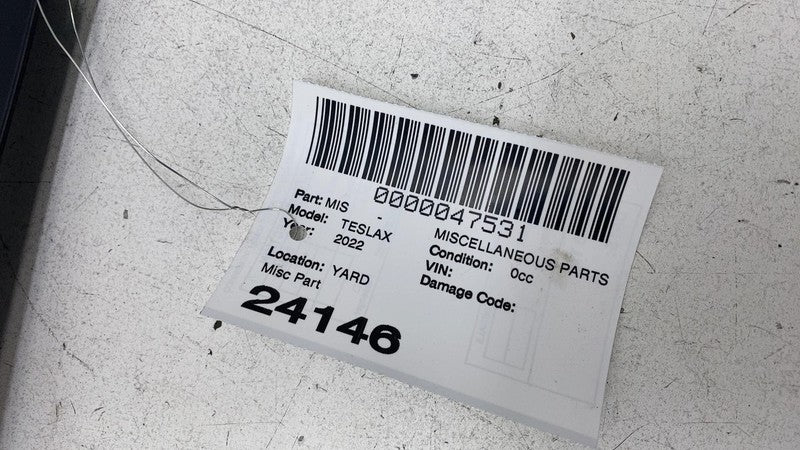 0000047531
Part: MIS - MISCELLANEOUS PARTS
Model: TESLAX Condition: 0cc
Year: 2022 VIN:
Damage Code:
Location: YARD
Misc Part
24146